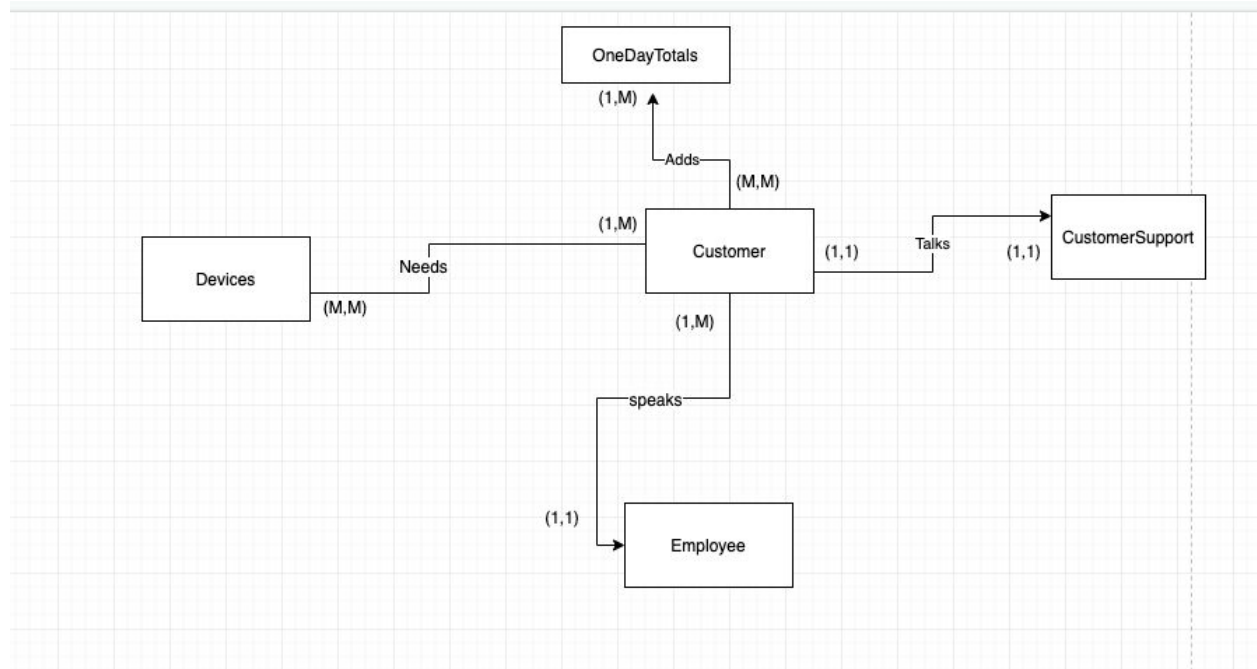 OneDayTotals
(1,M)
Adds
(M,M)
(1,M)
Customer
(1,1)
Talks
(1,1)
CustomerSupport
Needs
Devices
(M,M)
(1,M)
speaks
(1,1)
Employee